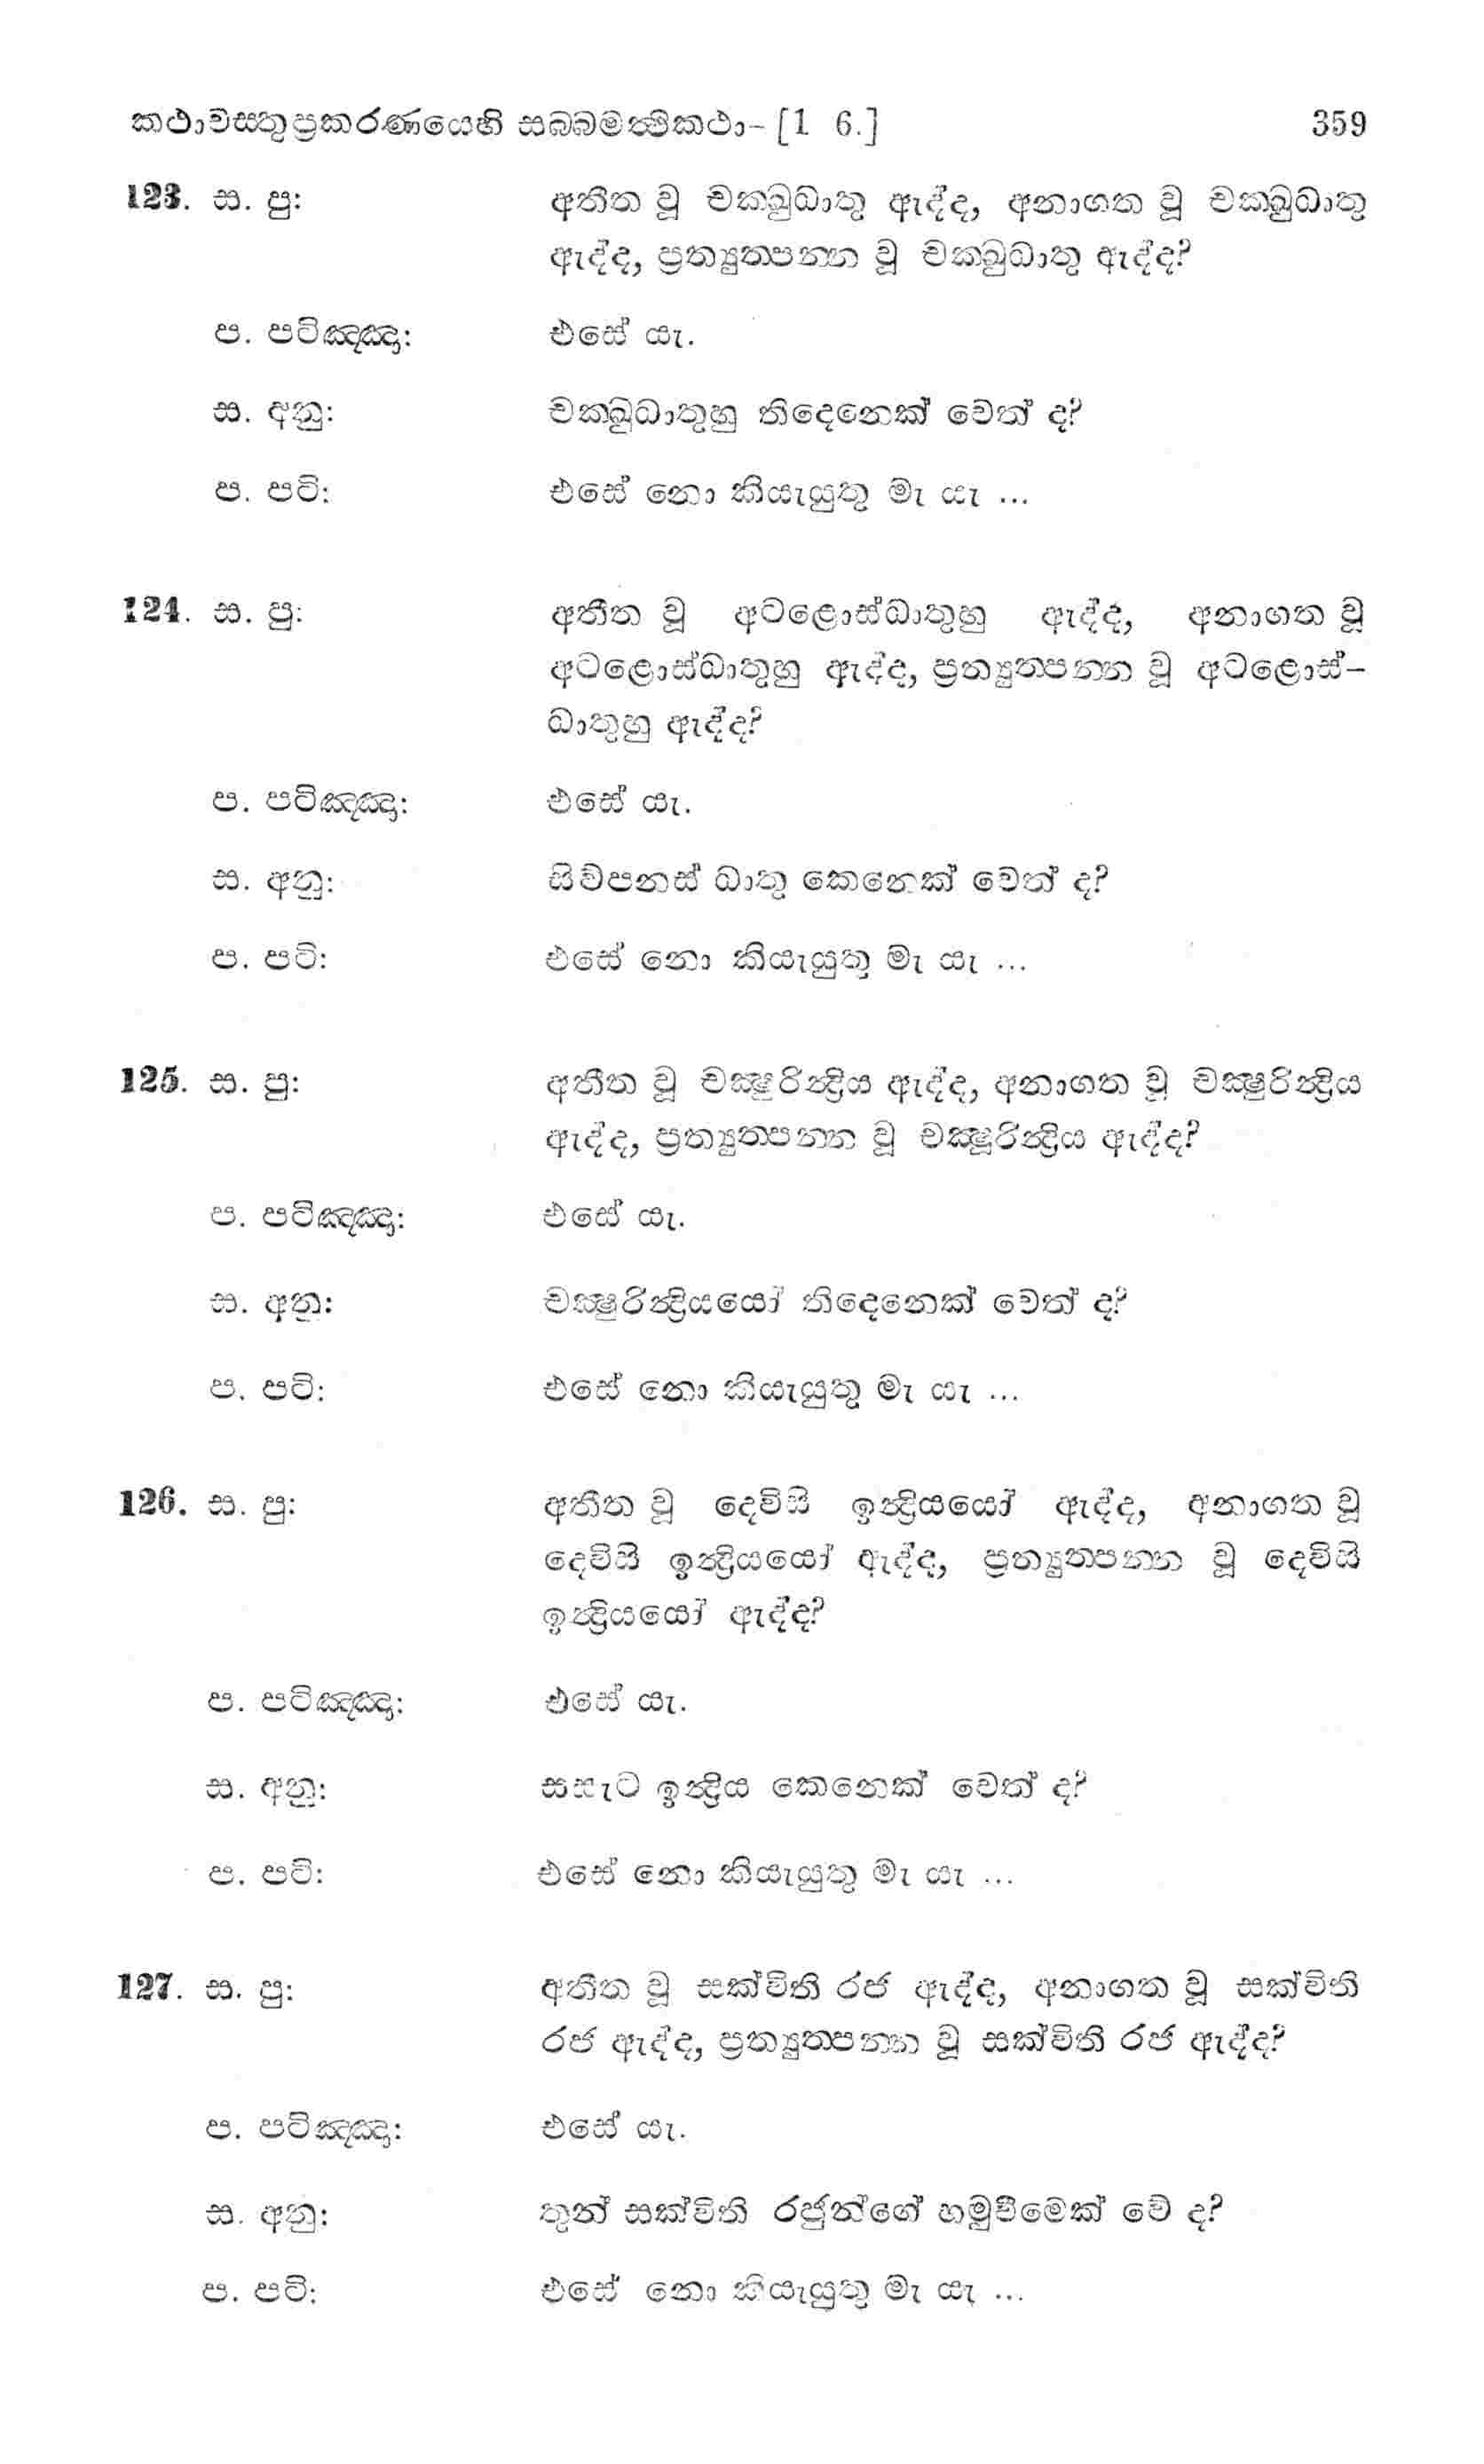 කථාවස්තුප්‍රකරණයෙහි සබ්බමත්‍ථිකථා- [1 6.] 359
123. ස. පු: අතීත වූ චක්ඛුධාතු ඇද්ද, අනාගත වූ චක්ඛුධාතු
ඇද්ද, ප්‍රත්‍යුත්පන්න වූ චක්ඛුධාතු ඇද්ද?
ප. පටිඤ්ඤා: එසේ යැ.
ස. අනු: චක්ඛුධාතුහු තිදෙනෙක් වෙත් ද?
ප. පටි: එසේ නො කියැයුතු මැ යැ ...
124. ස. පු: අතීත වූ අටළොස්ධාතුහු ඇද්ද, අනාගත වූ
අටළොස්ධාතුහු ඇද්ද, ප්‍රත්‍යුත්පන්න වූ අටළොස්-
ධාතුහු ඇද්ද?
ප. පටිඤ්ඤා: එසේ යැ.
ස. අනු: සිව්පනස් ධාතු කෙනෙක් වෙත් ද?
ප. පටි: එසේ නො කියැයුතු මැ යැ ...
125. ස. පු: අතීත වූ චක්‍ෂුරින්‍ද්‍රිය ඇද්ද, අනාගත වූ චක්‍ෂුරින්‍ද්‍රිය
ඇද්ද, ප්‍රත්‍යුත්පන්න වූ චක්‍ෂූරින්‍ද්‍රිය ඇද්ද?
ප. පටිඤ්ඤා: එසේ යැ.
ස. අනු: චක්‍ෂුරින්‍ද්‍රියයෝ තිදෙනෙක් වෙත් ද?
ප. පටි: එසේ නො කියැයුතු මැ යැ ...
126. ස. පු: අතීත වූ දෙවිසි ඉන්‍ද්‍රියයෝ ඇද්ද, අනාගත වූ
දෙවිසි ඉන්‍ද්‍රියයෝ ඇද්ද, ප්‍රත්‍යුත්පන්න වූ දෙවිසි
ඉන්‍ද්‍රියයෝ ඇද්ද?
ප. පටිඤ්ඤා: එසේ යැ.
ස. අනු: සසැට ඉන්‍ද්‍රිය කෙනෙක් වෙත් ද?
ප. පටි: එසේ නො කියැයුතු මැ යැ ...
127. ස. පු: අතීත වූ සක්විති රජ ඇද්ද, අනාගත වූ සක්විති
රජ ඇද්ද, ප්‍රත්‍යුත්පන්න වූ සක්විති රජ ඇද්ද?
ප. පටිඤ්ඤා: එසේ යැ.
ස. අනු: තුන් සක්විති රජුන්ගේ හමුවීමෙක් වේ ද?
ප. පටි: එසේ නො කියැයුතු මැ යැ ...